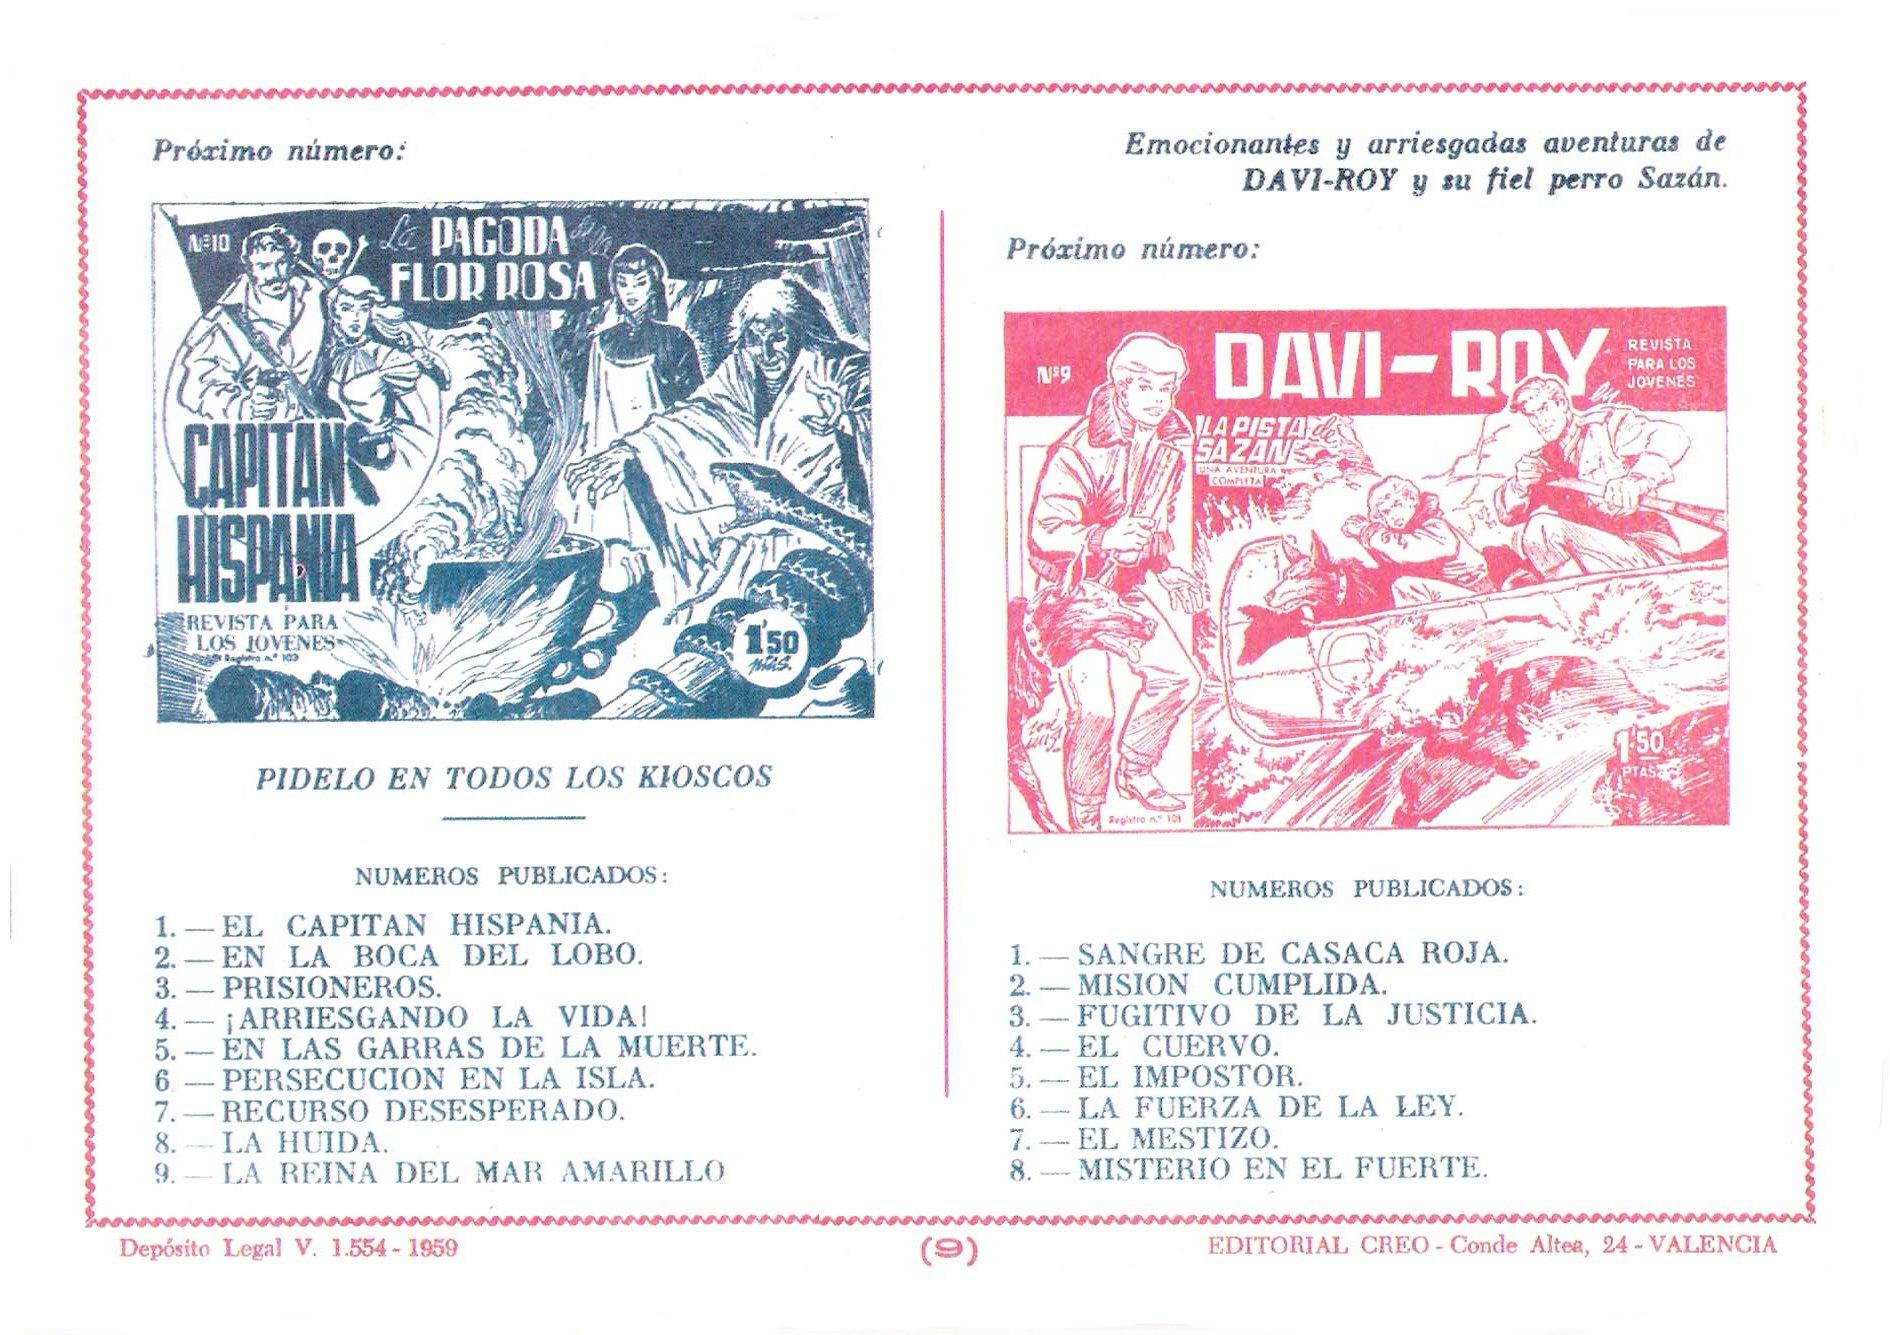 Próximo número:
Nº10
La PAGODA de la
FLOR ROSA
CAPITAN
HISPANIA
REVISTA PARA
LOS JOVENES
Registro n.º 103
1'50
ptas.
PIDELO EN TODOS LOS KIOSCOS
NUMEROS PUBLICADOS:
1. — EL CAPITAN HISPANIA.
2. — EN LA BOCA DEL LOBO.
3. — PRISIONEROS.
4. — ¡ARRIESGANDO LA VIDA!
5. — EN LAS GARRAS DE LA MUERTE.
6 — PERSECUCION EN LA ISLA.
7. — RECURSO DESESPERADO.
8. — LA HUIDA.
9. — LA REINA DEL MAR AMARILLO
Emocionantes y arriesgadas aventuras de
DAVI-ROY y su fiel perro Sazán.
Próximo número:
Nº9
DAVI-ROY
REVISTA
PARA LOS
JOVENES
LA PISTA de
SAZAN
UNA AVENTURA
COMPLETA
1'50
PTAS.
Registro n.º 103
NUMEROS PUBLICADOS:
1. — SANGRE DE CASACA ROJA.
2. — MISION CUMPLIDA.
3. — FUGITIVO DE LA JUSTICIA.
4. — EL CUERVO.
5. — EL IMPOSTOR.
6. — LA FUERZA DE LA LEY.
7. — EL MESTIZO.
8. — MISTERIO EN EL FUERTE.
Depósito Legal V. 1.554 - 1959
(9)
EDITORIAL CREO - Conde Altea, 24 - VALENCIA